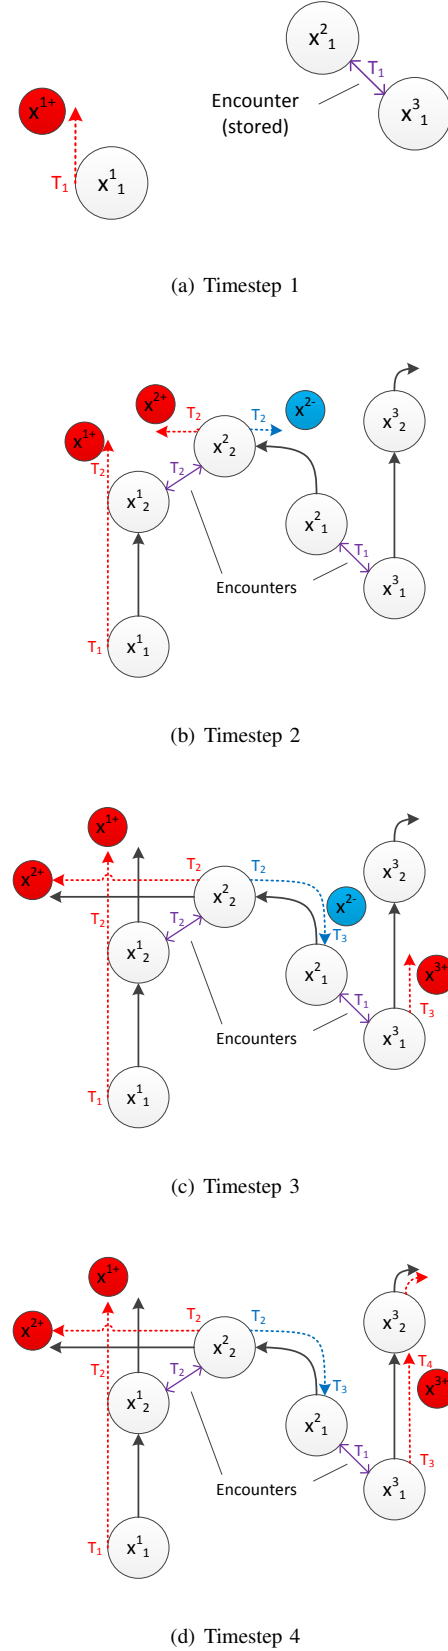 x²₁
T₁
x¹⁺
Encounter
(stored)
x³₁
T₁
x¹₁
(a) Timestep 1
x²⁺
x²⁻
T₂
T₂
x³₂
x¹⁺
x²₂
T₂
T₂
x¹₂
x²₁
T₁
Encounters
x³₁
T₁
x¹₁
(b) Timestep 2
x¹⁺
T₂
T₂
x³₂
x²⁺
x²₂
x²⁻
T₂
T₂
T₃
x¹₂
x²₁
x³⁺
T₁
T₃
Encounters
x³₁
T₁
x¹₁
(c) Timestep 3
x¹⁺
T₂
T₂
x³₂
x²⁺
x²₂
T₄
T₂
T₂
T₃
x³⁺
x¹₂
x²₁
T₁
T₃
Encounters
x³₁
T₁
x¹₁
(d) Timestep 4